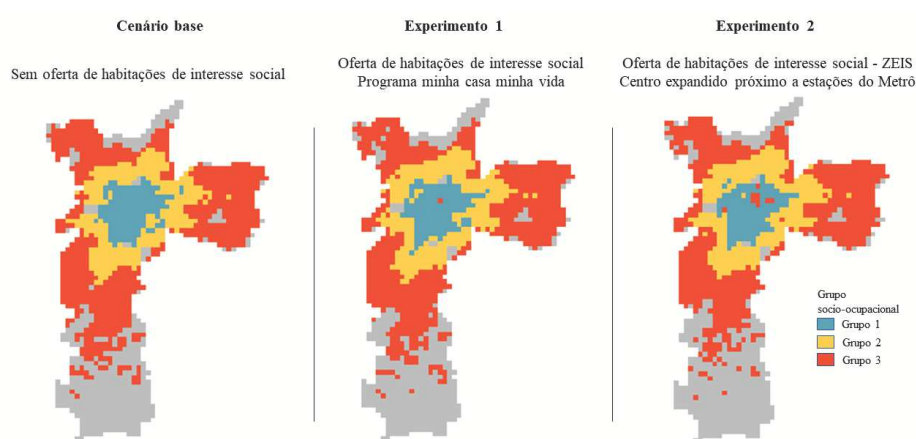 Cenário base
Sem oferta de habitações de interesse social
Experimento 1
Oferta de habitações de interesse social
Programa minha casa minha vida
Experimento 2
Oferta de habitações de interesse social - ZEIS
Centro expandido próximo a estações do Metrô
Grupo
socio-ocupacional
Grupo 1
Grupo 2
Grupo 3